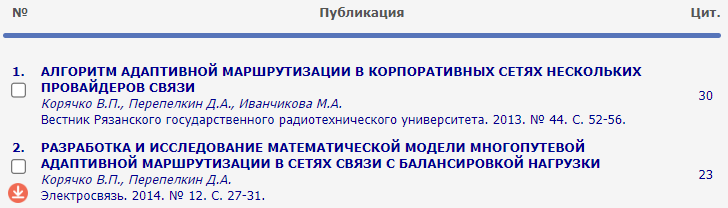 № Публикация Цит.
1. АЛГОРИТМ АДАПТИВНОЙ МАРШРУТИЗАЦИИ В КОРПОРАТИВНЫХ СЕТЯХ НЕСКОЛЬКИХ
ПРОВАЙДЕРОВ СВЯЗИ
Корячко В.П., Перепелкин Д.А., Иванчикова М.А.
30
Вестник Рязанского государственного радиотехнического университета. 2013. № 44. С. 52-56.
2. РАЗРАБОТКА И ИССЛЕДОВАНИЕ МАТЕМАТИЧЕСКОЙ МОДЕЛИ МНОГОПУТЕВОЙ
АДАПТИВНОЙ МАРШРУТИЗАЦИИ В СЕТЯХ СВЯЗИ С БАЛАНСИРОВКОЙ НАГРУЗКИ
23
Корячко В.П., Перепелкин Д.А.
Электросвязь. 2014. № 12. С. 27-31.